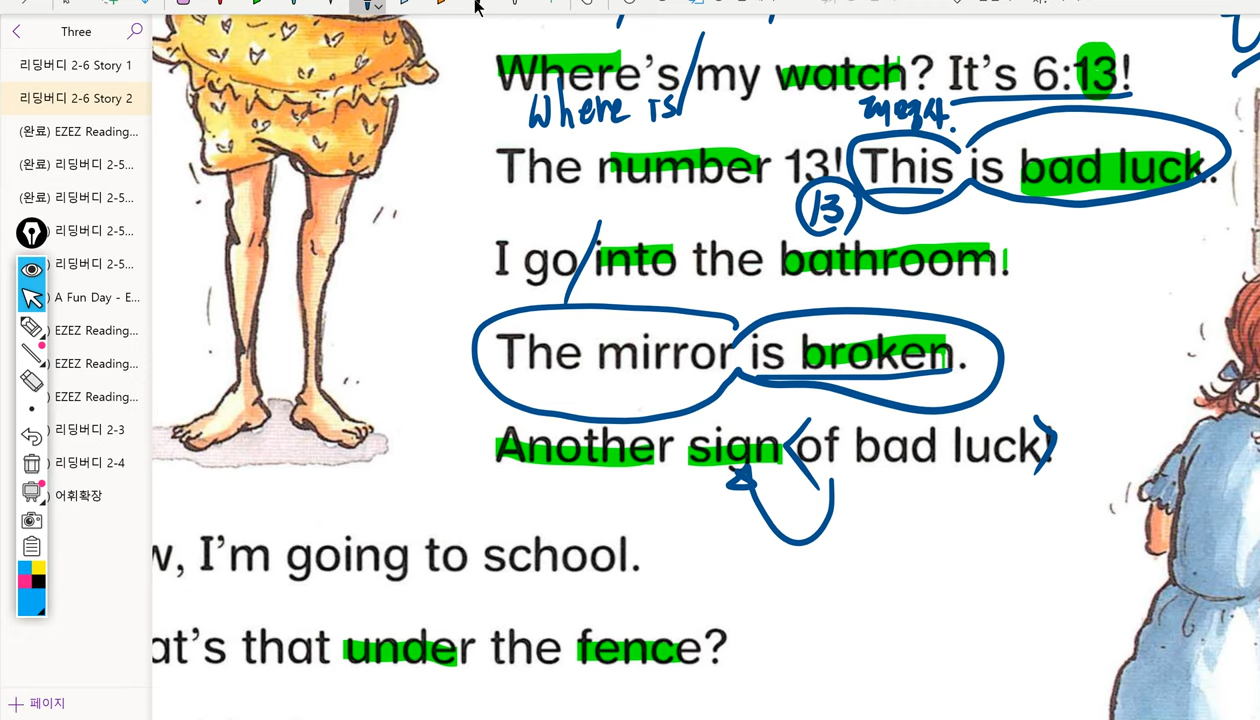 Three
리딩버디 2-6 Story 1
리딩버디 2-6 Story 2
(완료) EZEZ Reading...
(완료) 리딩버디 2-5...
(완료) 리딩버디 2-5...
) 리딩버디 2-5...
) 리딩버디 2-5...
) A Fun Day - E...
) EZEZ Reading...
) EZEZ Reading...
) EZEZ Reading...
) 리딩버디 2-3
) 리딩버디 2-4
) 어휘확장
페이지
Where's my watch? It's 6:13!
Where is
The number 13! This is bad luck.
13
I go into the bathroom!
The mirror is broken.
Another sign of bad luck!
w, I'm going to school.
at's that under the fence?